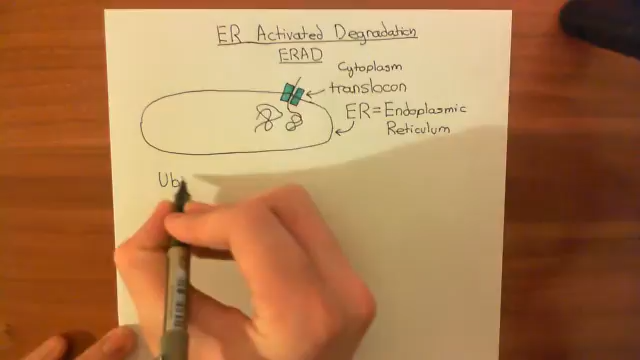 ER Activated Degradation
ERAD
Cytoplasm
translocon
ER = Endoplasmic
Reticulum
Ub